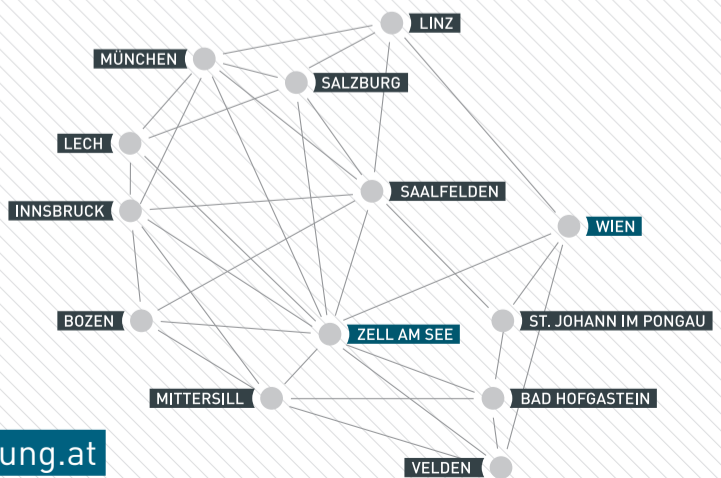 LINZ
MÜNCHEN
SALZBURG
LECH
SAALFELDEN
INNSBRUCK
WIEN
BOZEN
ST. JOHANN IM PONGAU
ZELL AM SEE
MITTERSILL
BAD HOFGASTEIN
ung.at
VELDEN